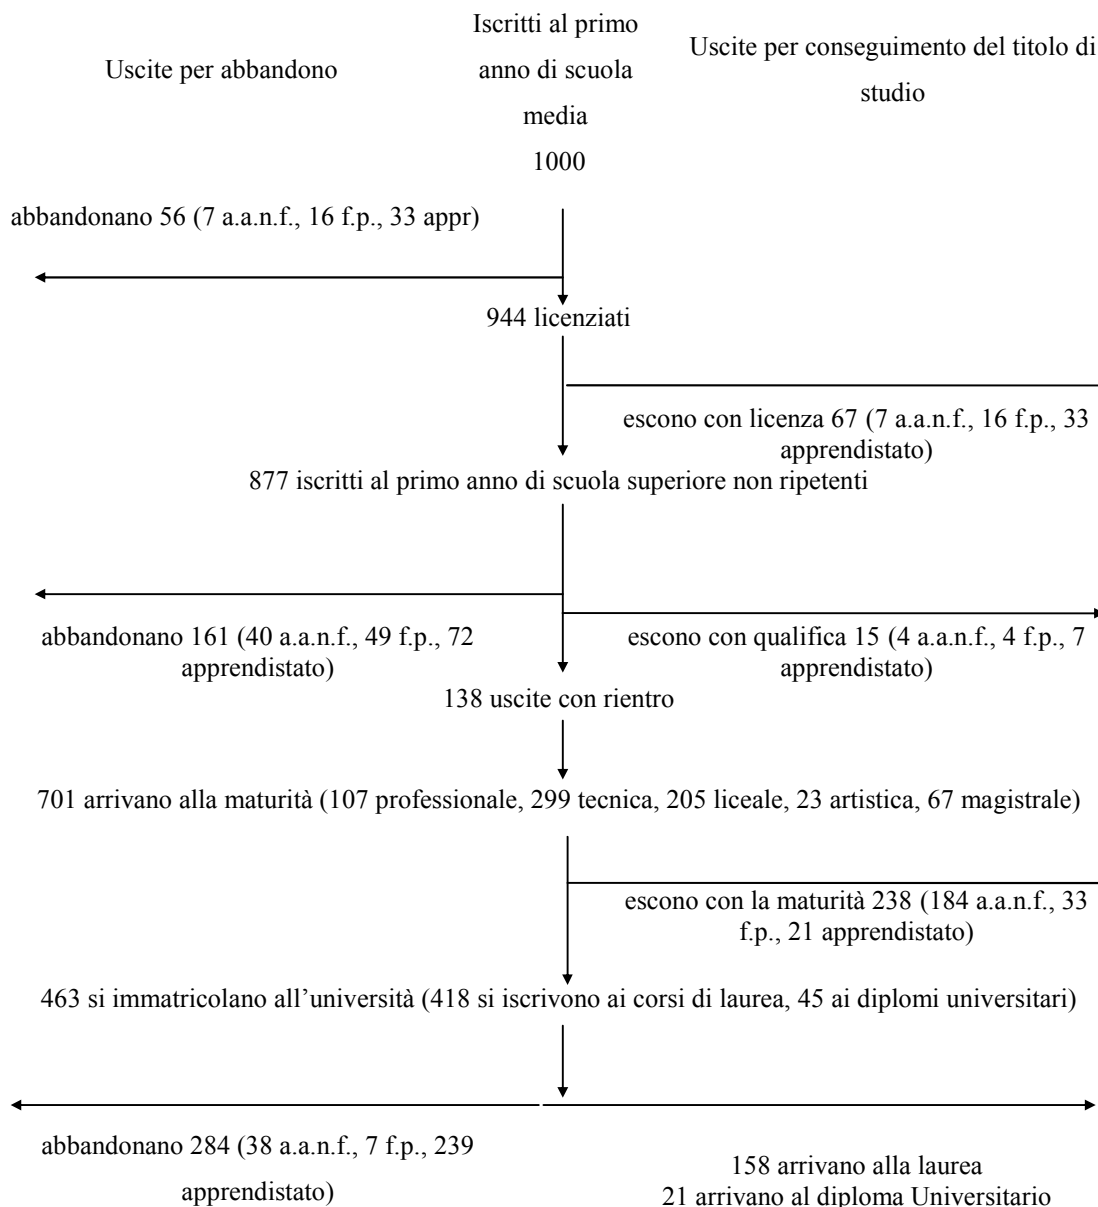 Uscite per abbandono
Iscritti al primo
anno di scuola
media
1000
Uscite per conseguimento del titolo di
studio
abbandonano 56 (7 a.a.n.f., 16 f.p., 33 appr)
944 licenziati
escono con licenza 67 (7 a.a.n.f., 16 f.p., 33
apprendistato)
877 iscritti al primo anno di scuola superiore non ripetenti
abbandonano 161 (40 a.a.n.f., 49 f.p., 72
apprendistato)
escono con qualifica 15 (4 a.a.n.f., 4 f.p., 7
apprendistato)
138 uscite con rientro
701 arrivano alla maturità (107 professionale, 299 tecnica, 205 liceale, 23 artistica, 67 magistrale)
escono con la maturità 238 (184 a.a.n.f., 33
f.p., 21 apprendistato)
463 si immatricolano all’università (418 si iscrivono ai corsi di laurea, 45 ai diplomi universitari)
abbandonano 284 (38 a.a.n.f., 7 f.p., 239
apprendistato)
158 arrivano alla laurea
21 arrivano al diploma Universitario